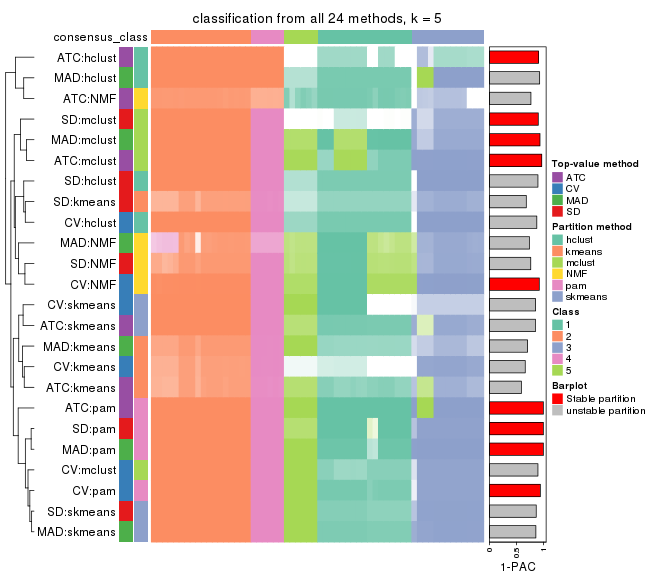 classification from all 24 methods, k = 5
consensus_class
ATC:hclust
MAD:hclust
ATC:NMF
SD:mclust
MAD:mclust
ATC:mclust
SD:hclust
SD:kmeans
CV:hclust
MAD:NMF
SD:NMF
CV:NMF
CV:skmeans
ATC:skmeans
MAD:kmeans
CV:kmeans
ATC:kmeans
ATC:pam
SD:pam
MAD:pam
CV:mclust
CV:pam
SD:skmeans
MAD:skmeans
0
0.5
1
1-PAC
Top-value method
ATC
CV
MAD
SD
Partition method
hclust
kmeans
mclust
NMF
pam
skmeans
Class
1
2
3
4
5
Barplot
Stable partition
unstable partition